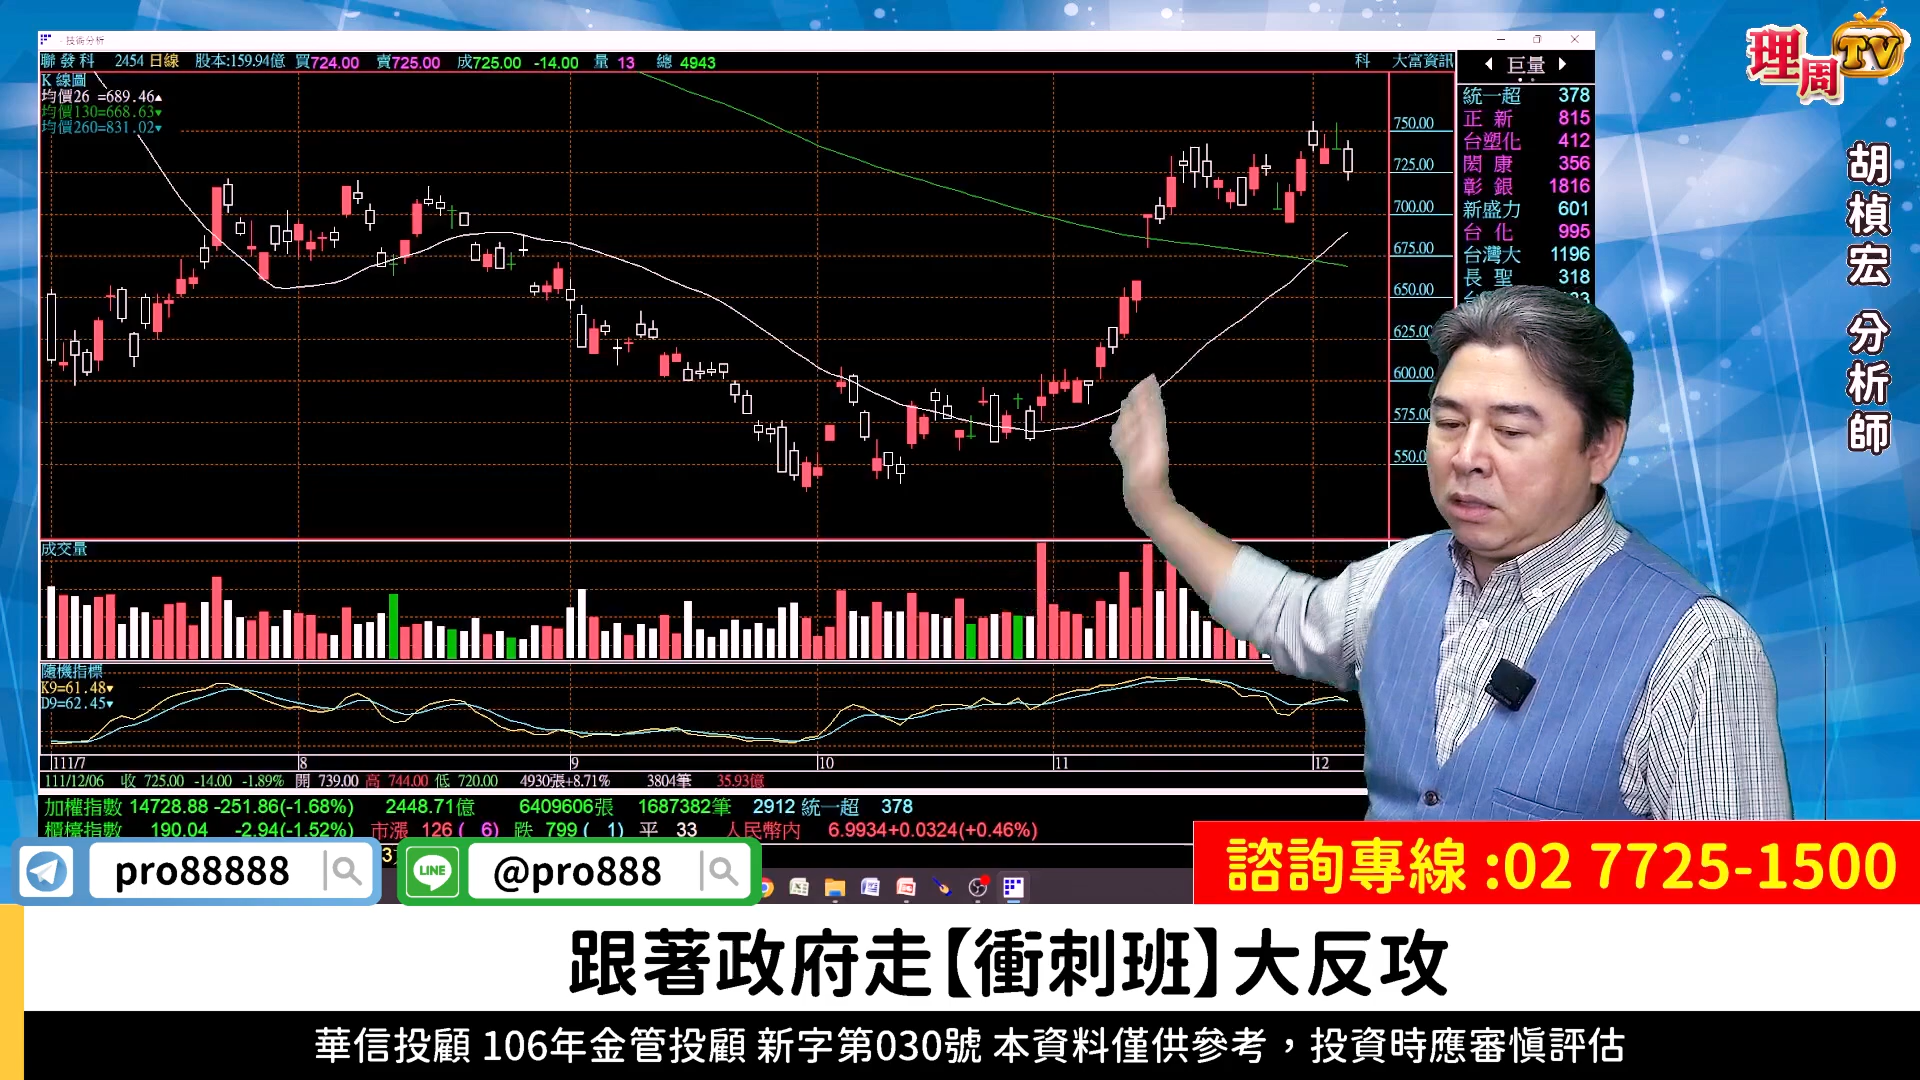 技術分析
聯發科 2454 日線 股本:159.94億 買724.00 賣725.00 成725.00 -14.00 量 13 總 4943 科 大富資訊
K 線圖
均價26 =689.46▲
均價130=668.63▼
均價260=831.02▼
750.00
725.00
700.00
675.00
650.00
625.00
600.00
575.00
550.0
巨量
統一超 378
正新 815
台塑化 412
閎康 356
彰銀 1816
新盛力 601
台化 995
台灣大 1196
長聖 318
理周TV
胡楨宏 分析師
成交量
隨機指標
K9=61.48▼
D9=62.45▼
111/7 8 9 10 11 12
111/12/06 收 725.00 -14.00 -1.89% 開 739.00 高 744.00 低 720.00 4930張+8.71% 3804筆 35.93億
加權指數 14728.88 -251.86(-1.68%) 2448.71億 6409606張 1687382筆 2912 統一超 378
櫃檯指數 190.04 -2.94(-1.52%) 市漲 126 ( 6) 跌 799 ( 1) 平 33 人民幣內 6.9934+0.0324(+0.46%)
pro88888
LINE @pro888
諮詢專線 :02 7725-1500
跟著政府走【衝刺班】大反攻
華信投顧 106年金管投顧 新字第030號 本資料僅供參考，投資時應審慎評估